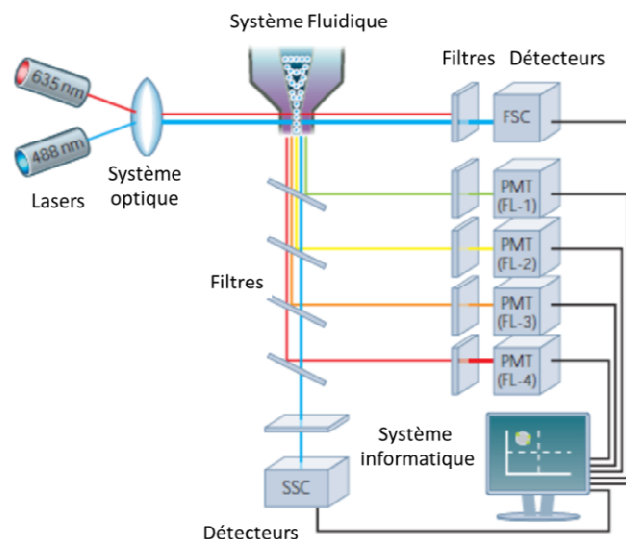 Système Fluidique
Filtres
Détecteurs
635 nm
488 nm
Lasers
Système
optique
FSC
PMT
(FL-1)
PMT
(FL-2)
Filtres
PMT
(FL-3)
PMT
(FL-4)
Système
informatique
SSC
Détecteurs